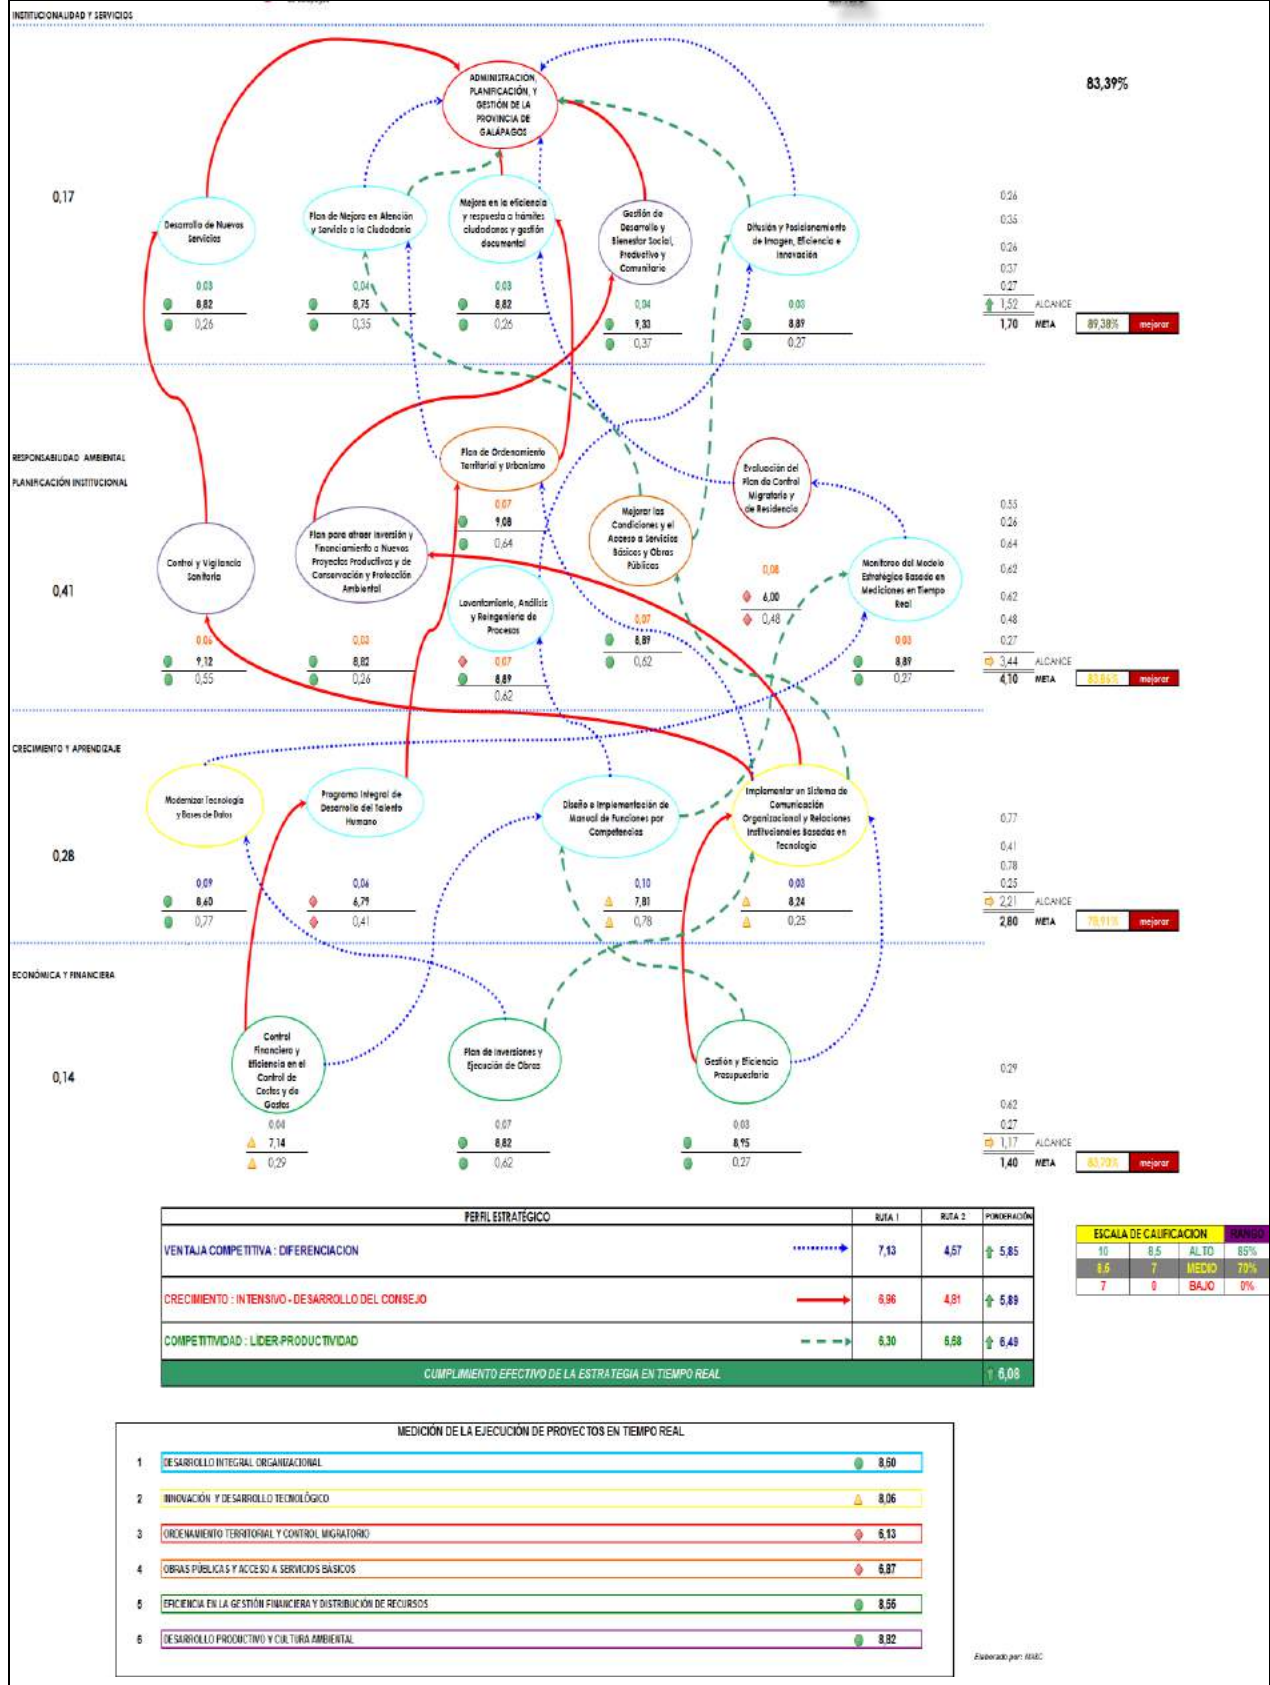 INSTITUCIONALIDAD Y SERVICIOS
ADMINISTRACION,
PLANIFICACIÓN, Y
GESTIÓN DE LA
PROVINCIA DE
GALÁPAGOS
83,39%
0,17
Desarrollo de Nuevos
Servicios
Plan de Mejora en Atención
y Servicio a la Ciudadanía
Mejora en la eficiencia
y respuesta a trámites
ciudadanos y gestión
documental
Gestión de
Desarrollo y
Bienestar Social,
Productivo y
Comunitario
Difusión y Posicionamiento
de Imagen, Eficiencia e
Innovación
0,03
8,82
0,26
0,04
8,75
0,35
0,03
8,82
0,26
0,04
9,33
0,37
0,03
8,89
0,27
0,26
0,35
0,26
0,37
0,27
1,52 ALCANCE
1,70 META 89,38% mejorar
RESPONSABILIDAD AMBIENTAL
PLANIFICACIÓN INSTITUCIONAL
0,41
Plan de Ordenamiento
Territorial y Urbanismo
0,07
9,08
0,64
Evaluación del
Plan de Control
Migratorio y
de Residencia
0,08
6,00
0,48
Control y Vigilancia
Sanitaria
0,06
9,12
0,55
Plan para atraer Inversión y
Financiamiento a Nuevos
Proyectos Productivos y de
Conservación y Protección
Ambiental
0,03
8,82
0,26
Levantamiento, Análisis
y Reingeniería de
Procesos
0,07
8,89
0,62
Mejorar las
Condiciones y el
Acceso a Servicios
Básicos y Obras
Públicas
0,07
8,89
0,62
Monitoreo del Modelo
Estratégico Basado en
Mediciones en Tiempo
Real
0,03
8,89
0,27
0,55
0,26
0,64
0,62
0,62
0,48
0,27
3,44 ALCANCE
4,10 META 83,86% mejorar
CRECIMIENTO Y APRENDIZAJE
0,28
Modernizar Tecnología
y Bases de Datos
0,09
8,60
0,77
Programa Integral de
Desarrollo del Talento
Humano
0,06
6,79
0,41
Diseño e Implementación de
Manual de Funciones por
Competencias
0,10
7,81
0,78
Implementar un Sistema de
Comunicación
Organizacional y Relaciones
Institucionales Basadas en
Tecnología
0,03
8,24
0,25
0,77
0,41
0,78
0,25
2,21 ALCANCE
2,80 META 78,91% mejorar
ECONÓMICA Y FINANCIERA
0,14
Control
Financiero y
Eficiencia en el
Control de
Costos y de
Gastos
0,04
7,14
0,29
Plan de Inversiones y
Ejecución de Obras
0,07
8,82
0,62
Gestión y Eficiencia
Presupuestaria
0,03
8,95
0,27
0,29
0,62
0,27
1,17 ALCANCE
1,40 META 83,70% mejorar
PERFIL ESTRATÉGICO RUTA 1 RUTA 2 PONDERACIÓN
VENTAJA COMPETITIVA : DIFERENCIACION 7,13 4,57 5,85
CRECIMIENTO : INTENSIVO - DESARROLLO DEL CONSEJO 6,96 4,81 5,89
COMPETITIVIDAD : LÍDER-PRODUCTIVIDAD 6,30 6,68 6,49
CUMPLIMIENTO EFECTIVO DE LA ESTRATEGIA EN TIEMPO REAL 6,08
ESCALA DE CALIFICACION RANGO
10 8,5 ALTO 85%
8,5 7 MEDIO 70%
7 0 BAJO 0%
MEDICIÓN DE LA EJECUCIÓN DE PROYECTOS EN TIEMPO REAL
1 DESARROLLO INTEGRAL ORGANIZACIONAL 8,60
2 INNOVACIÓN Y DESARROLLO TECNOLÓGICO 8,06
3 ORDENAMIENTO TERRITORIAL Y CONTROL MIGRATORIO 6,13
4 OBRAS PÚBLICAS Y ACCESO A SERVICIOS BÁSICOS 6,87
5 EFICIENCIA EN LA GESTIÓN FINANCIERA Y DISTRIBUCIÓN DE RECURSOS 8,55
6 DESARROLLO PRODUCTIVO Y CULTURA AMBIENTAL 8,82
Elaborado por: